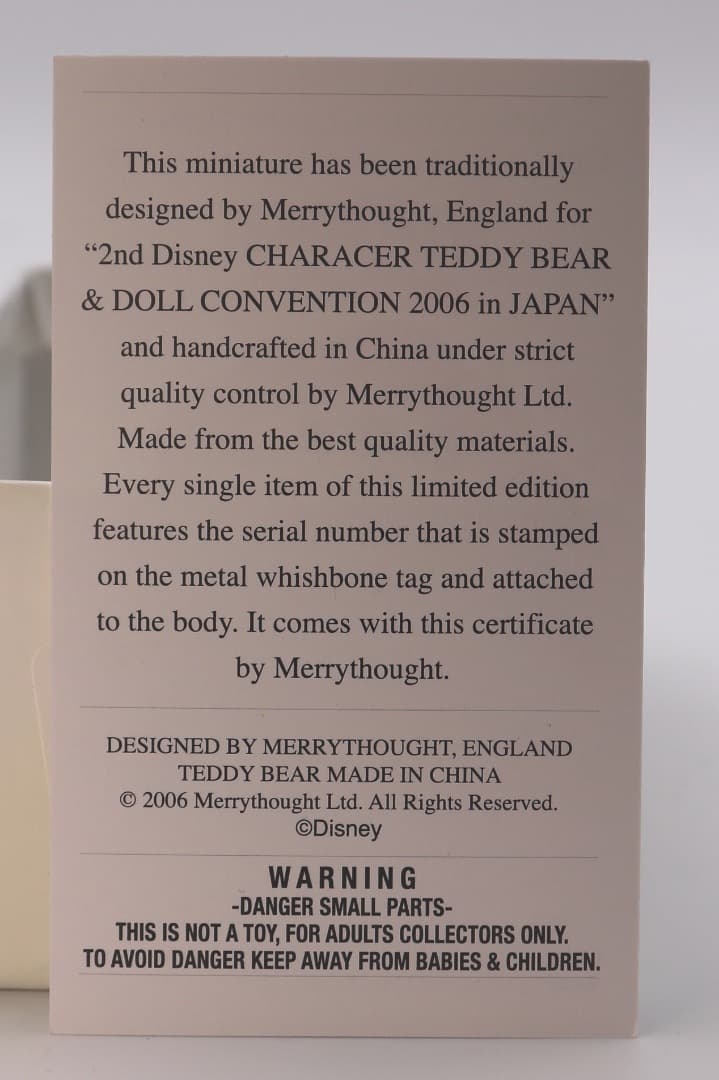 This miniature has been traditionally
designed by Merrythought, England for
“2nd Disney CHARACER TEDDY BEAR
& DOLL CONVENTION 2006 in JAPAN”
and handcrafted in China under strict
quality control by Merrythought Ltd.
Made from the best quality materials.
Every single item of this limited edition
features the serial number that is stamped
on the metal whishbone tag and attached
to the body. It comes with this certificate
by Merrythought.
DESIGNED BY MERRYTHOUGHT, ENGLAND
TEDDY BEAR MADE IN CHINA
© 2006 Merrythought Ltd. All Rights Reserved.
©Disney
WARNING
-DANGER SMALL PARTS-
THIS IS NOT A TOY, FOR ADULTS COLLECTORS ONLY.
TO AVOID DANGER KEEP AWAY FROM BABIES & CHILDREN.